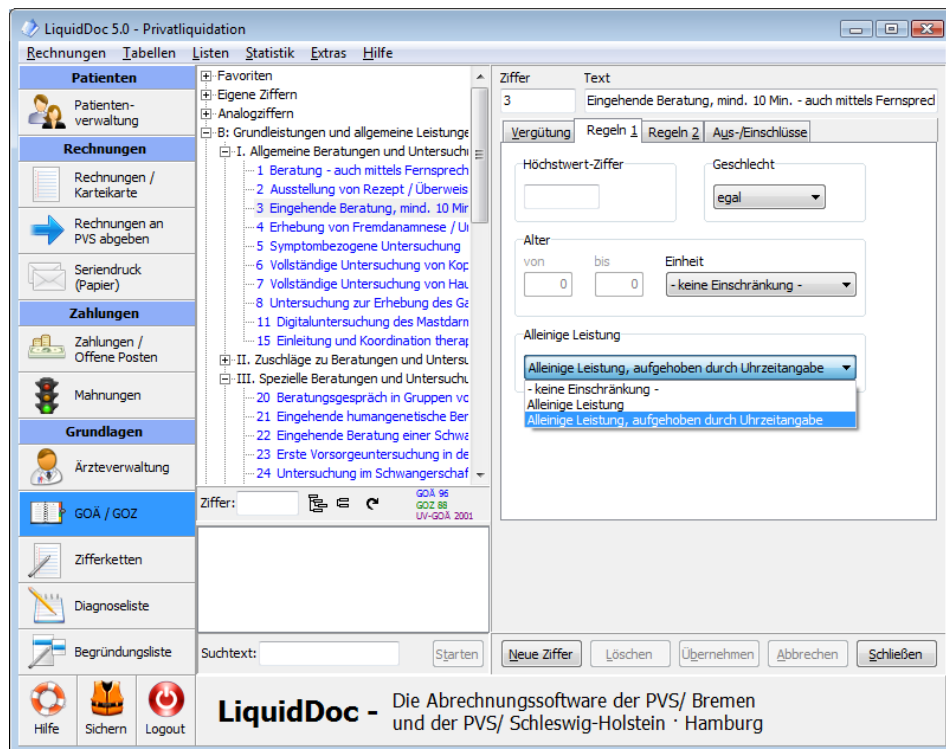 LiquidDoc 5.0 - Privatliquidation
Rechnungen Tabellen Listen Statistik Extras Hilfe
Patienten
Patienten-
verwaltung
Rechnungen
Rechnungen /
Karteikarte
Rechnungen an
PVS abgeben
Seriendruck
(Papier)
Zahlungen
Zahlungen /
Offene Posten
Mahnungen
Grundlagen
Ärzteverwaltung
GOÄ / GOZ
Zifferketten
Diagnoseliste
Begründungsliste
Hilfe Sichern Logout
Favoriten
Eigene Ziffern
Analogziffern
B: Grundleistungen und allgemeine Leistunge
I. Allgemeine Beratungen und Untersuchu
1 Beratung - auch mittels Fernsprech
2 Ausstellung von Rezept / Überweis
3 Eingehende Beratung, mind. 10 Mir
4 Erhebung von Fremdanamnese / U
5 Symptombezogene Untersuchung
6 Vollständige Untersuchung von Kop
7 Vollständige Untersuchung von Hau
8 Untersuchung zur Erhebung des Ga
11 Digitaluntersuchung des Mastdarn
15 Einleitung und Koordination therap
II. Zuschläge zu Beratungen und Untersu
III. Spezielle Beratungen und Untersuchu
20 Beratungsgespräch in Gruppen vo
21 Eingehende humangenetische Ber
22 Eingehende Beratung einer Schwa
23 Erste Vorsorgeuntersuchung in de
24 Untersuchung im Schwangerschaf
Ziffer:
GOÄ 96
GOZ 88
UV-GOÄ 2001
Suchtext: Starten
Ziffer Text
3 Eingehende Beratung, mind. 10 Min. - auch mittels Fernspred
Vergütung Regeln 1 Regeln 2 Aus-/Einschlüsse
Höchstwert-Ziffer Geschlecht
egal
Alter
von bis Einheit
0 0 - keine Einschränkung -
Alleinige Leistung
Alleinige Leistung, aufgehoben durch Uhrzeitangabe
- keine Einschränkung -
Alleinige Leistung
Alleinige Leistung, aufgehoben durch Uhrzeitangabe
Neue Ziffer Löschen Übernehmen Abbrechen Schließen
LiquidDoc - Die Abrechnungssoftware der PVS/ Bremen
und der PVS/ Schleswig-Holstein · Hamburg